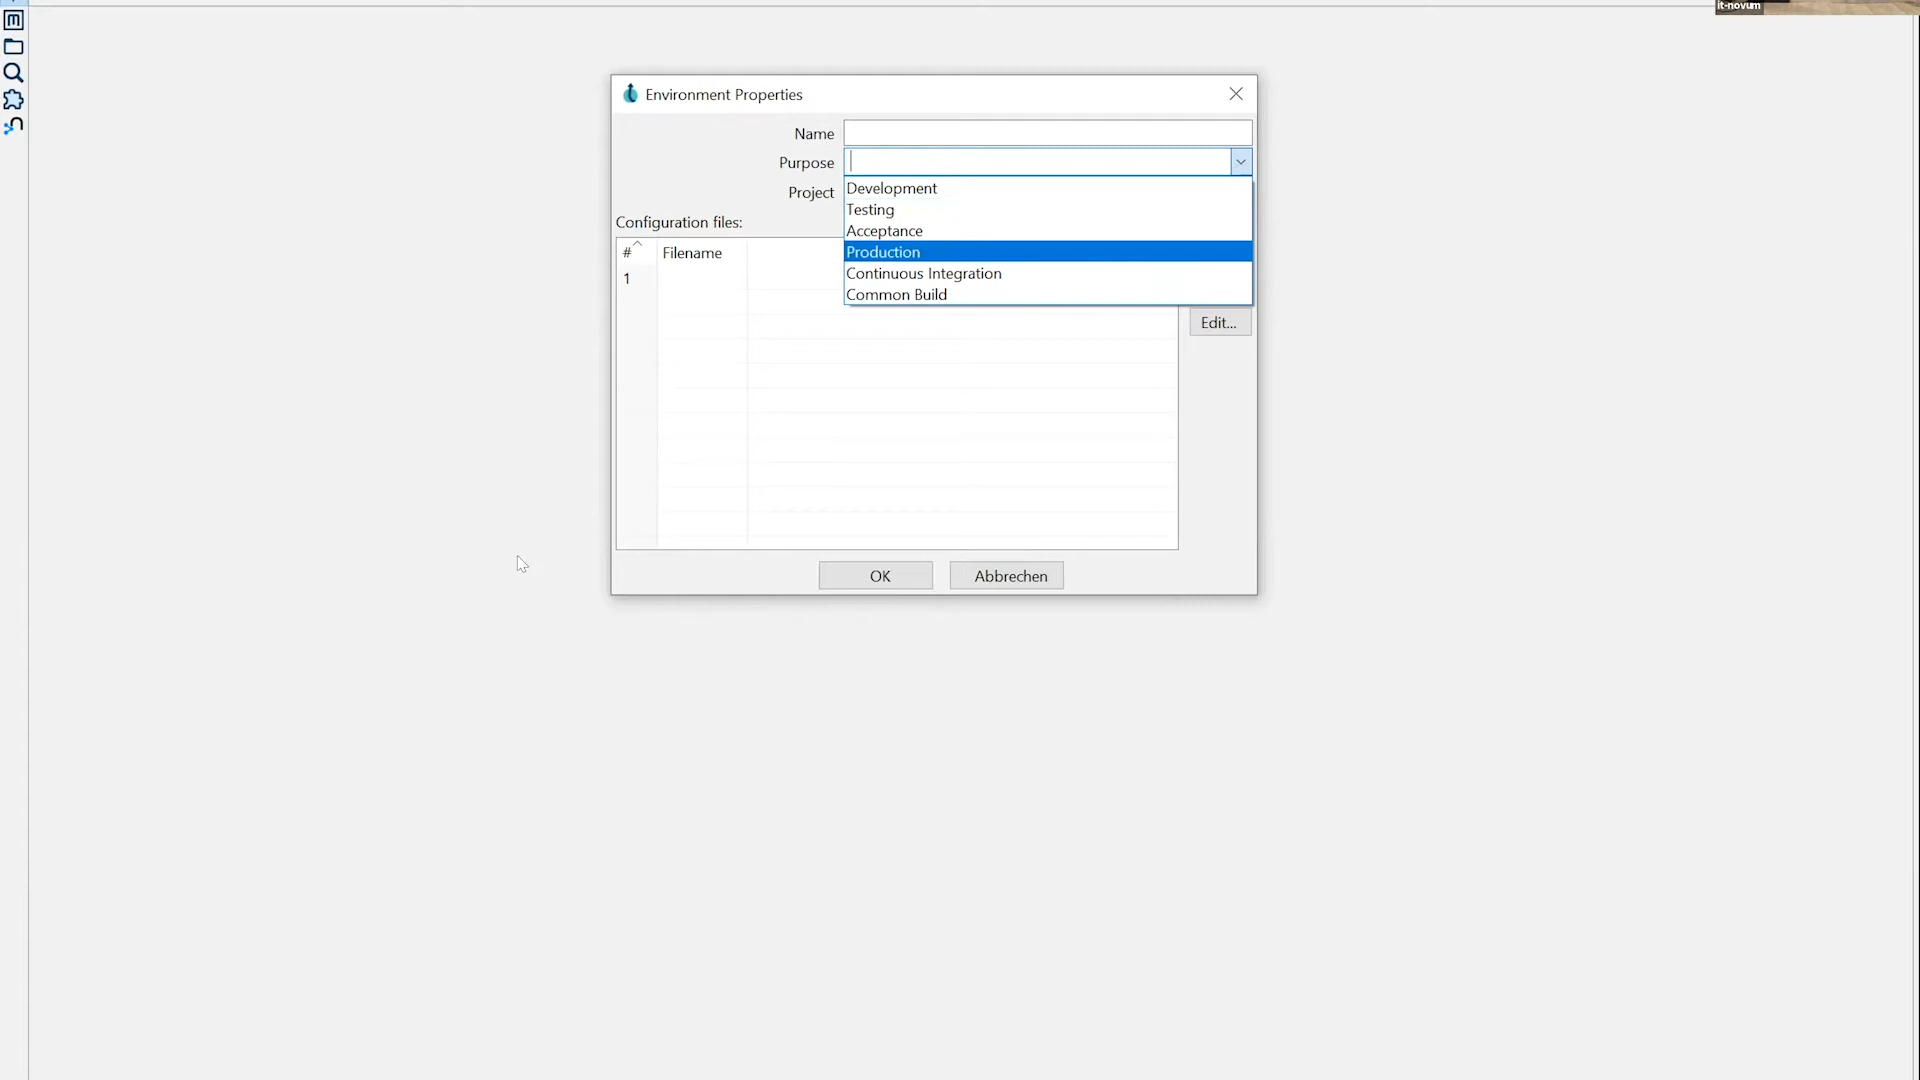 it-novum
Environment Properties
Name
Purpose
Project
Development
Testing
Acceptance
Production
Continuous Integration
Common Build
Configuration files:
# Filename
1
Edit...
OK Abbrechen